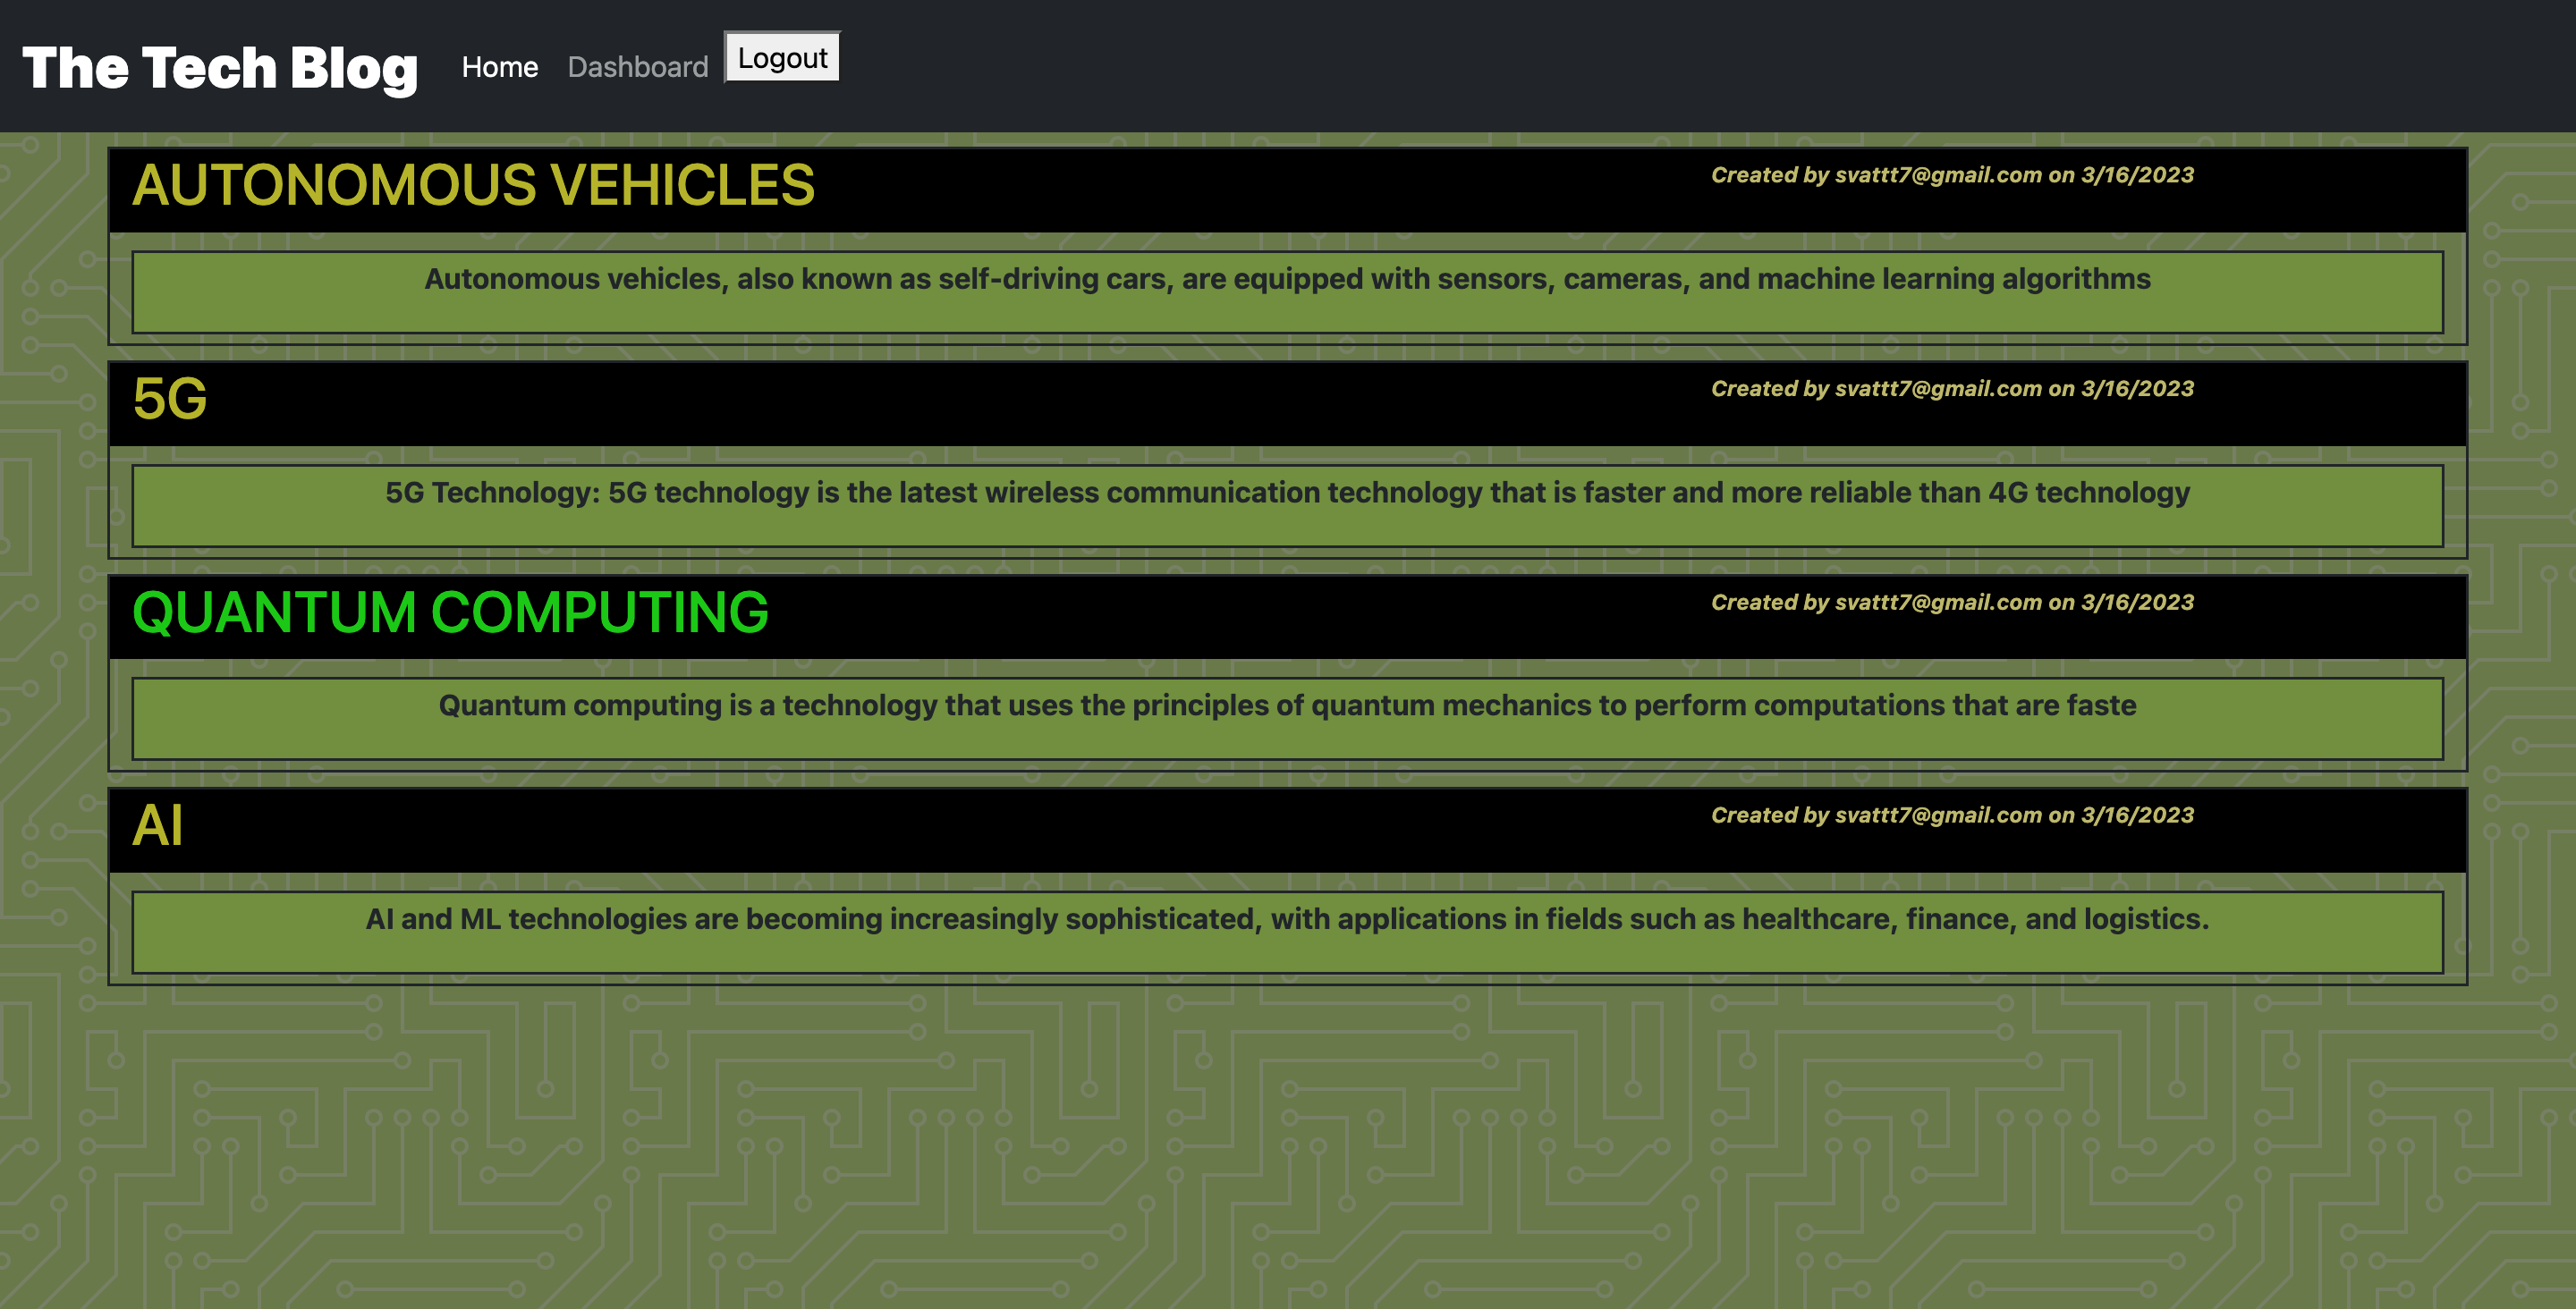 The Tech Blog Home Dashboard Logout
AUTONOMOUS VEHICLES Created by svattt7@gmail.com on 3/16/2023
Autonomous vehicles, also known as self-driving cars, are equipped with sensors, cameras, and machine learning algorithms
5G Created by svattt7@gmail.com on 3/16/2023
5G Technology: 5G technology is the latest wireless communication technology that is faster and more reliable than 4G technology
QUANTUM COMPUTING Created by svattt7@gmail.com on 3/16/2023
Quantum computing is a technology that uses the principles of quantum mechanics to perform computations that are faste
AI Created by svattt7@gmail.com on 3/16/2023
AI and ML technologies are becoming increasingly sophisticated, with applications in fields such as healthcare, finance, and logistics.